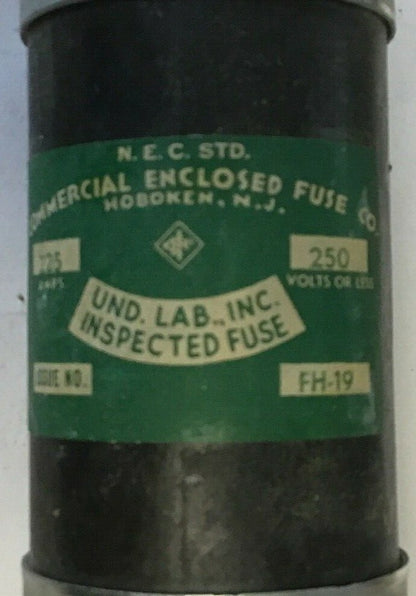 N. E. C. STD.
COMMERCIAL ENCLOSED FUSE CO.
HOBOKEN, N. J.
225
AMPS.
250
VOLTS OR LESS
UND. LAB., INC.
INSPECTED FUSE
NO.
FH-19